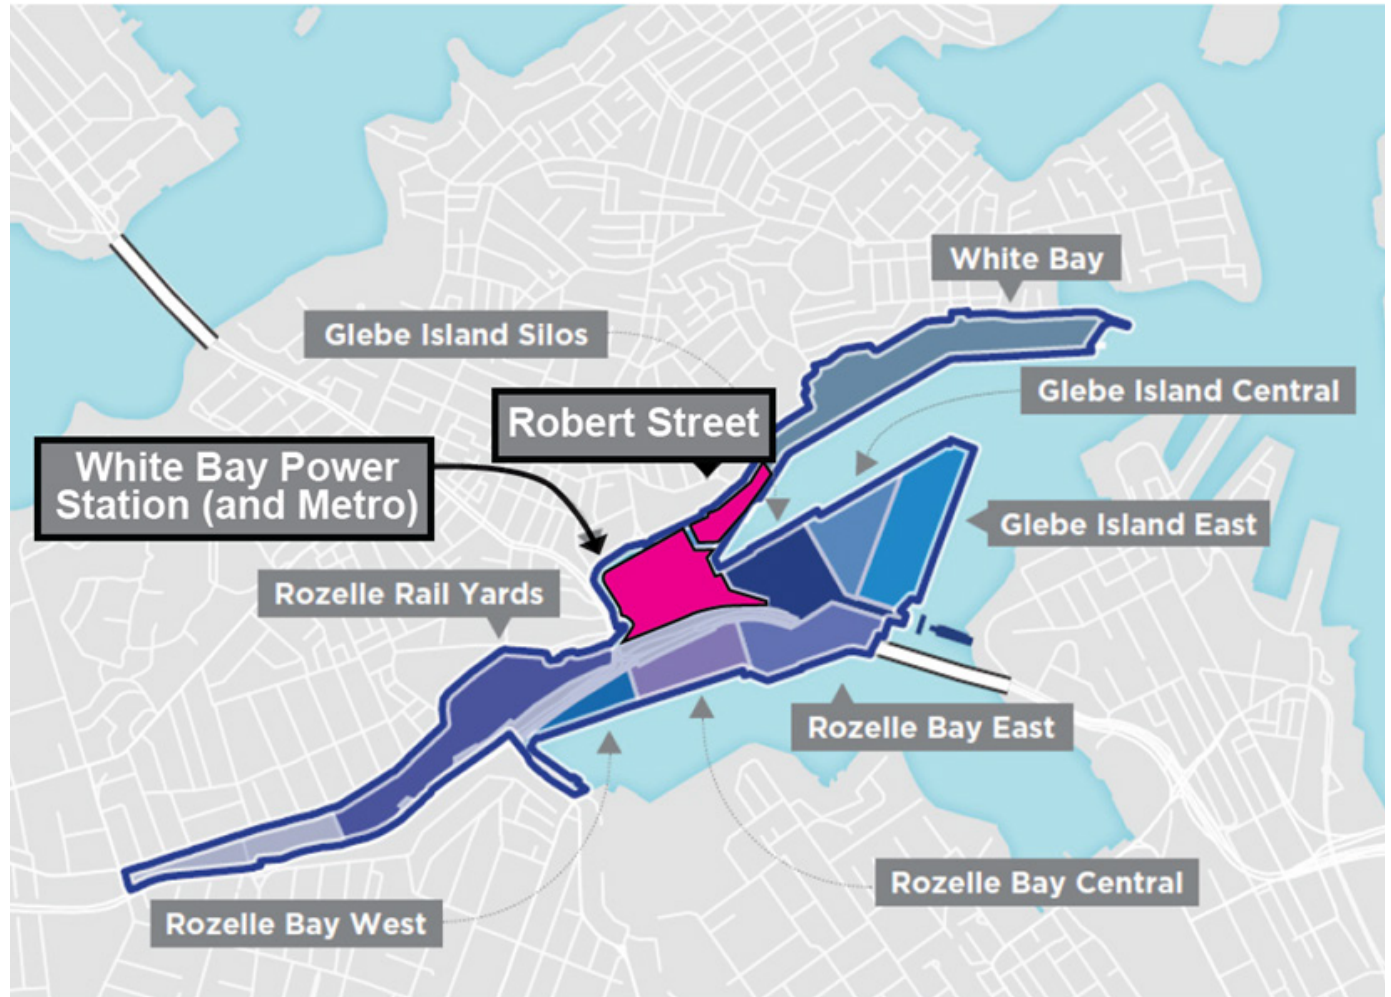 White Bay
Glebe Island Silos
Glebe Island Central
Robert Street
White Bay Power
Station (and Metro)
Glebe Island East
Rozelle Rail Yards
Rozelle Bay East
Rozelle Bay Central
Rozelle Bay West